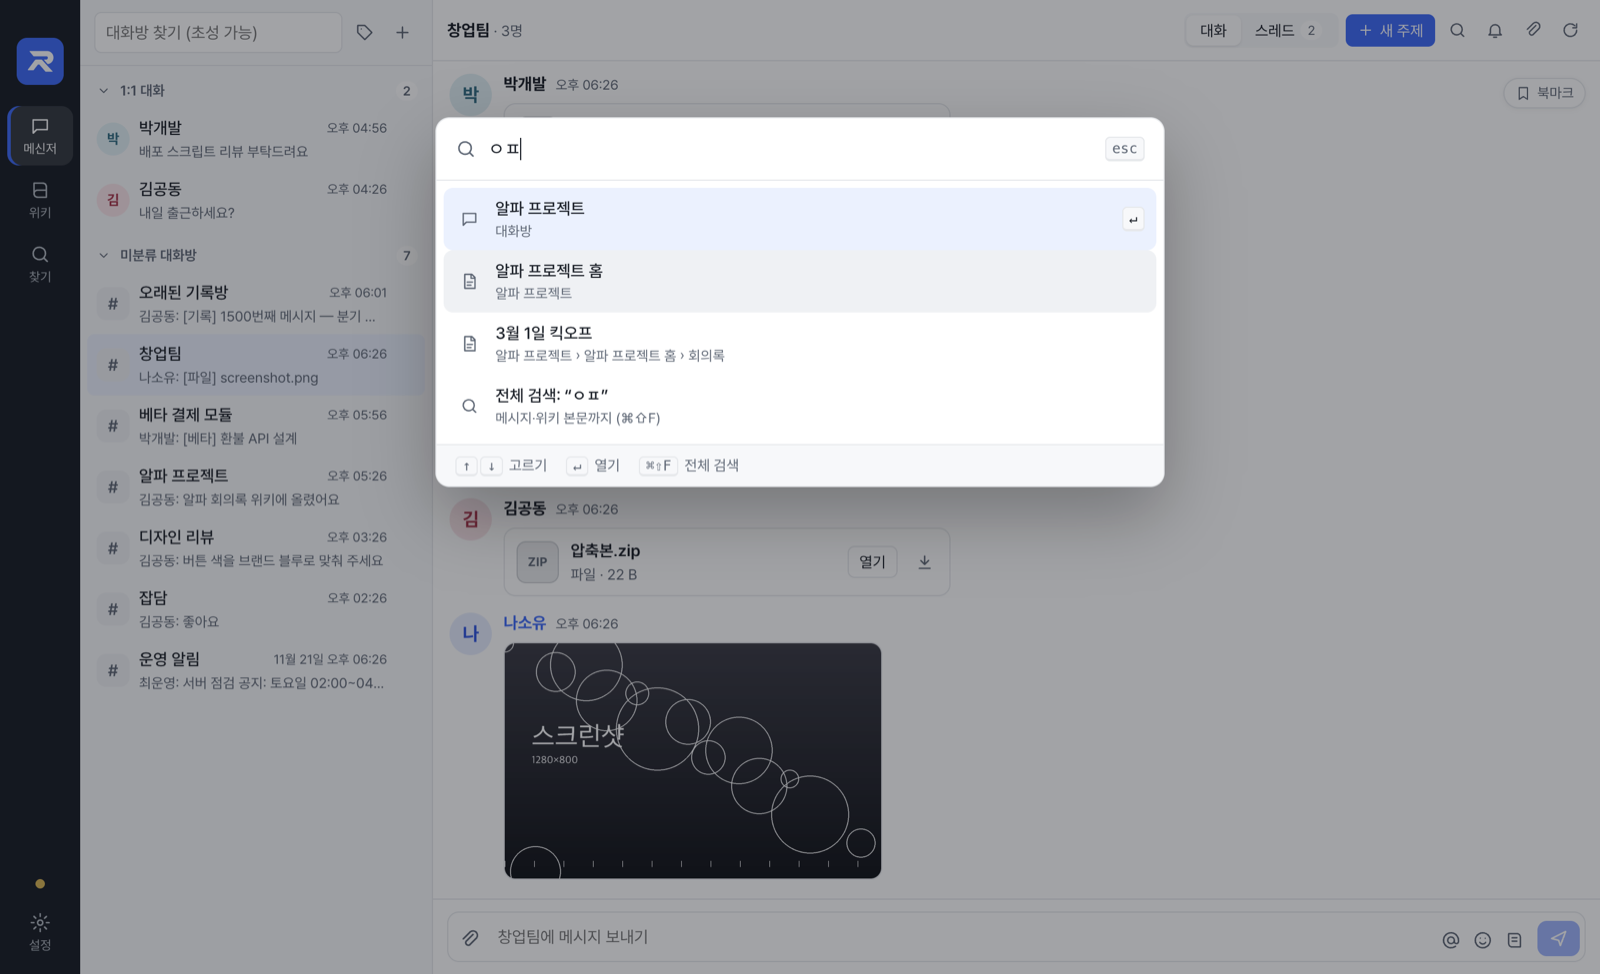 메신저
위키
찾기
설정
대화방 찾기 (초성 가능)
1:1 대화 2
박 박개발 오후 04:56
배포 스크립트 리뷰 부탁드려요
김 김공동 오후 04:26
내일 출근하세요?
미분류 대화방 7
# 오래된 기록방 오후 06:01
김공동: [기록] 1500번째 메시지 — 분기 ...
# 창업팀 오후 06:26
나소유: [파일] screenshot.png
# 베타 결제 모듈 오후 05:56
박개발: [베타] 환불 API 설계
# 알파 프로젝트 오후 05:26
김공동: 알파 회의록 위키에 올렸어요
# 디자인 리뷰 오후 03:26
김공동: 버튼 색을 브랜드 블루로 맞춰 주세요
# 잡담 오후 02:26
김공동: 좋아요
# 운영 알림 11월 21일 오후 06:26
최운영: 서버 점검 공지: 토요일 02:00~04...
창업팀 · 3명
대화 스레드 2
+ 새 주제
북마크
박 박개발 오후 06:26
ㅇㅍ esc
알파 프로젝트
대화방
↵
알파 프로젝트 홈
알파 프로젝트
3월 1일 킥오프
알파 프로젝트 › 알파 프로젝트 홈 › 회의록
전체 검색: “ㅇㅍ”
메시지·위키 본문까지 (⌘⇧F)
↑ ↓ 고르기 ↵ 열기 ⌘⇧F 전체 검색
김 김공동 오후 06:26
ZIP 압축본.zip
파일 · 22 B
열기
나 나소유 오후 06:26
스크린샷
1280×800
창업팀에 메시지 보내기